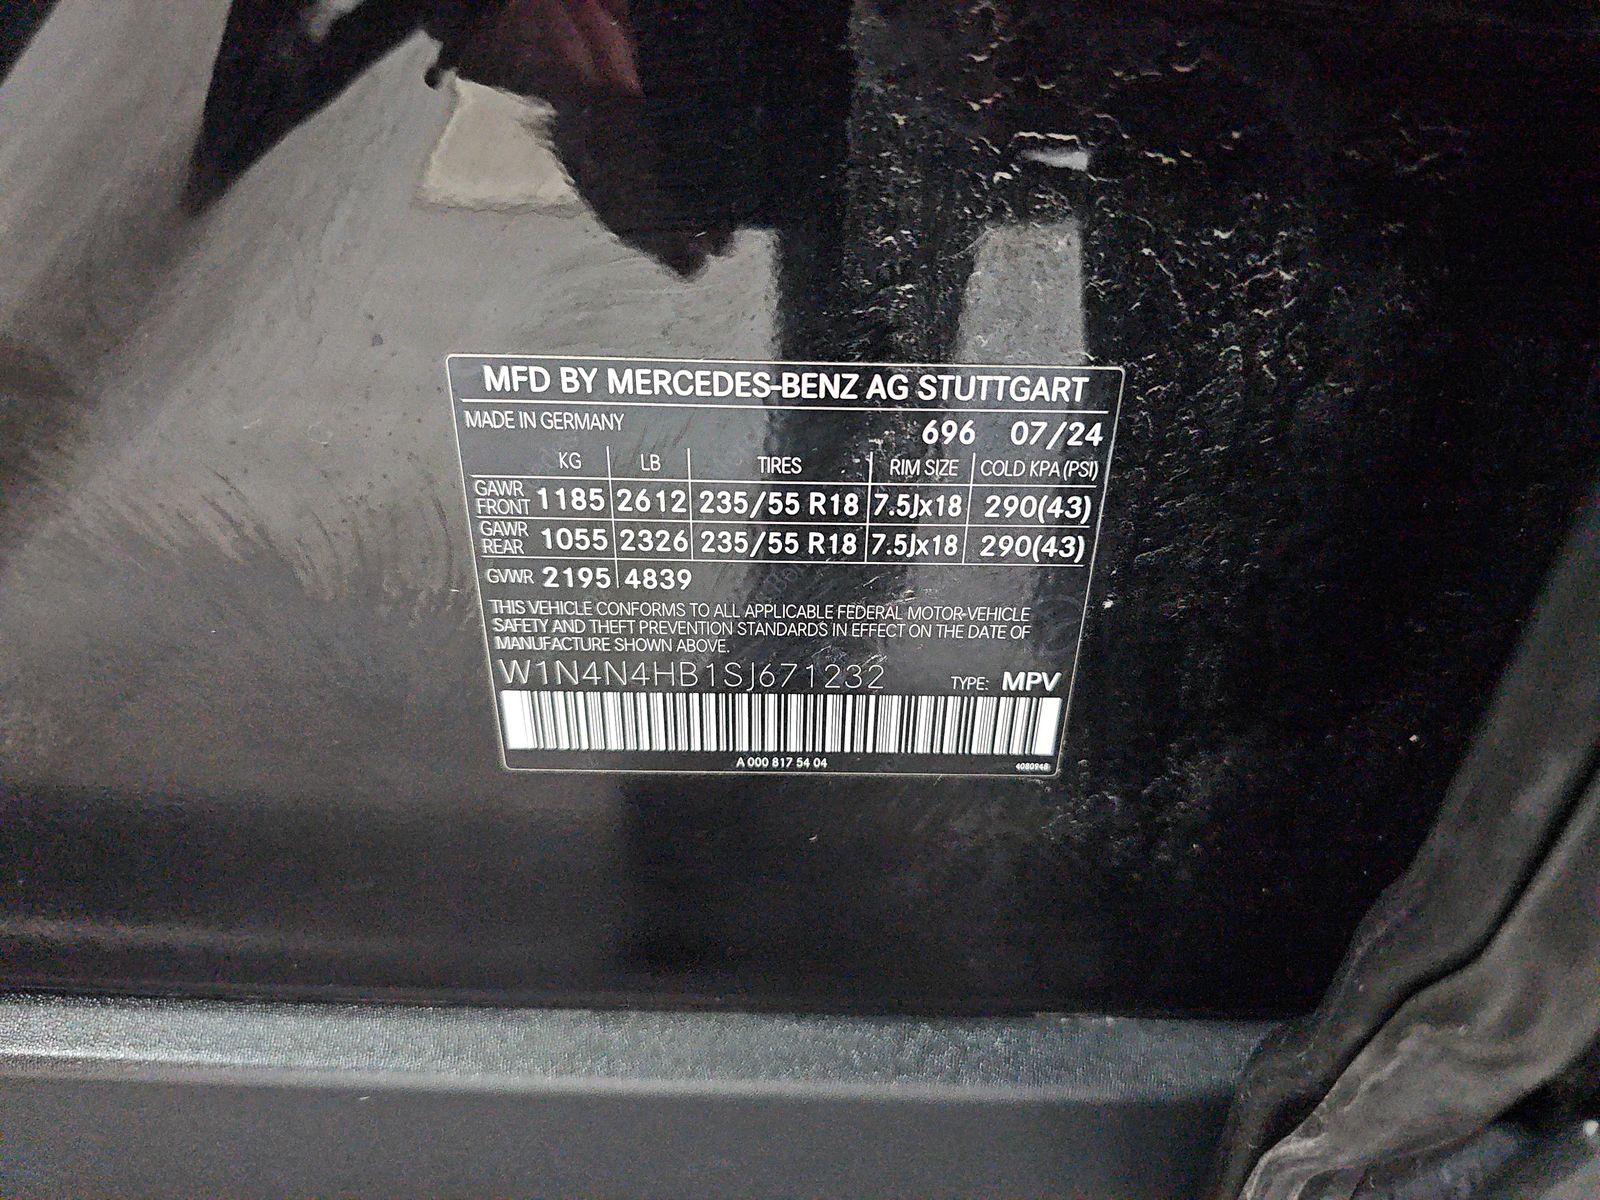 MFD BY MERCEDES-BENZ AG STUTTGART
MADE IN GERMANY
696 07/24
KG LB TIRES RIM SIZE COLD KPA (PSI)
GAWR FRONT 1185 2612 235/55 R18 7.5Jx18 290(43)
GAWR REAR 1055 2326 235/55 R18 7.5Jx18 290(43)
GVWR 2195 4839
THIS VEHICLE CONFORMS TO ALL APPLICABLE FEDERAL MOTOR-VEHICLE
SAFETY AND THEFT PREVENTION STANDARDS IN EFFECT ON THE DATE OF
MANUFACTURE SHOWN ABOVE.
W1N4N4HB1SJ671232 TYPE: MPV
A 000 817 54 04